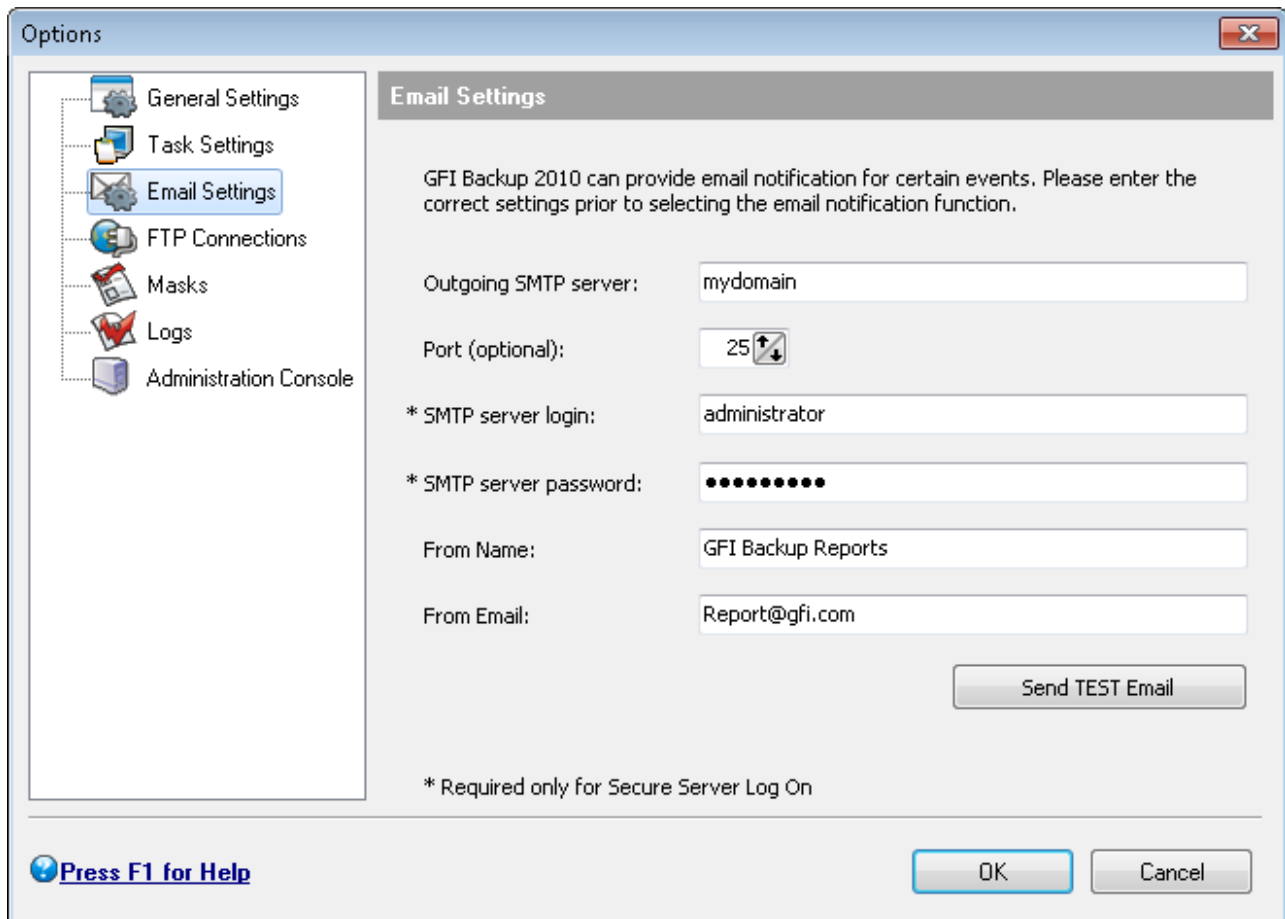 Options
General Settings
Task Settings
Email Settings
FTP Connections
Masks
Logs
Administration Console
Email Settings
GFI Backup 2010 can provide email notification for certain events. Please enter the
correct settings prior to selecting the email notification function.
Outgoing SMTP server: mydomain
Port (optional): 25
* SMTP server login: administrator
* SMTP server password: •••••••••
From Name: GFI Backup Reports
From Email: Report@gfi.com
Send TEST Email
* Required only for Secure Server Log On
Press F1 for Help
OK
Cancel